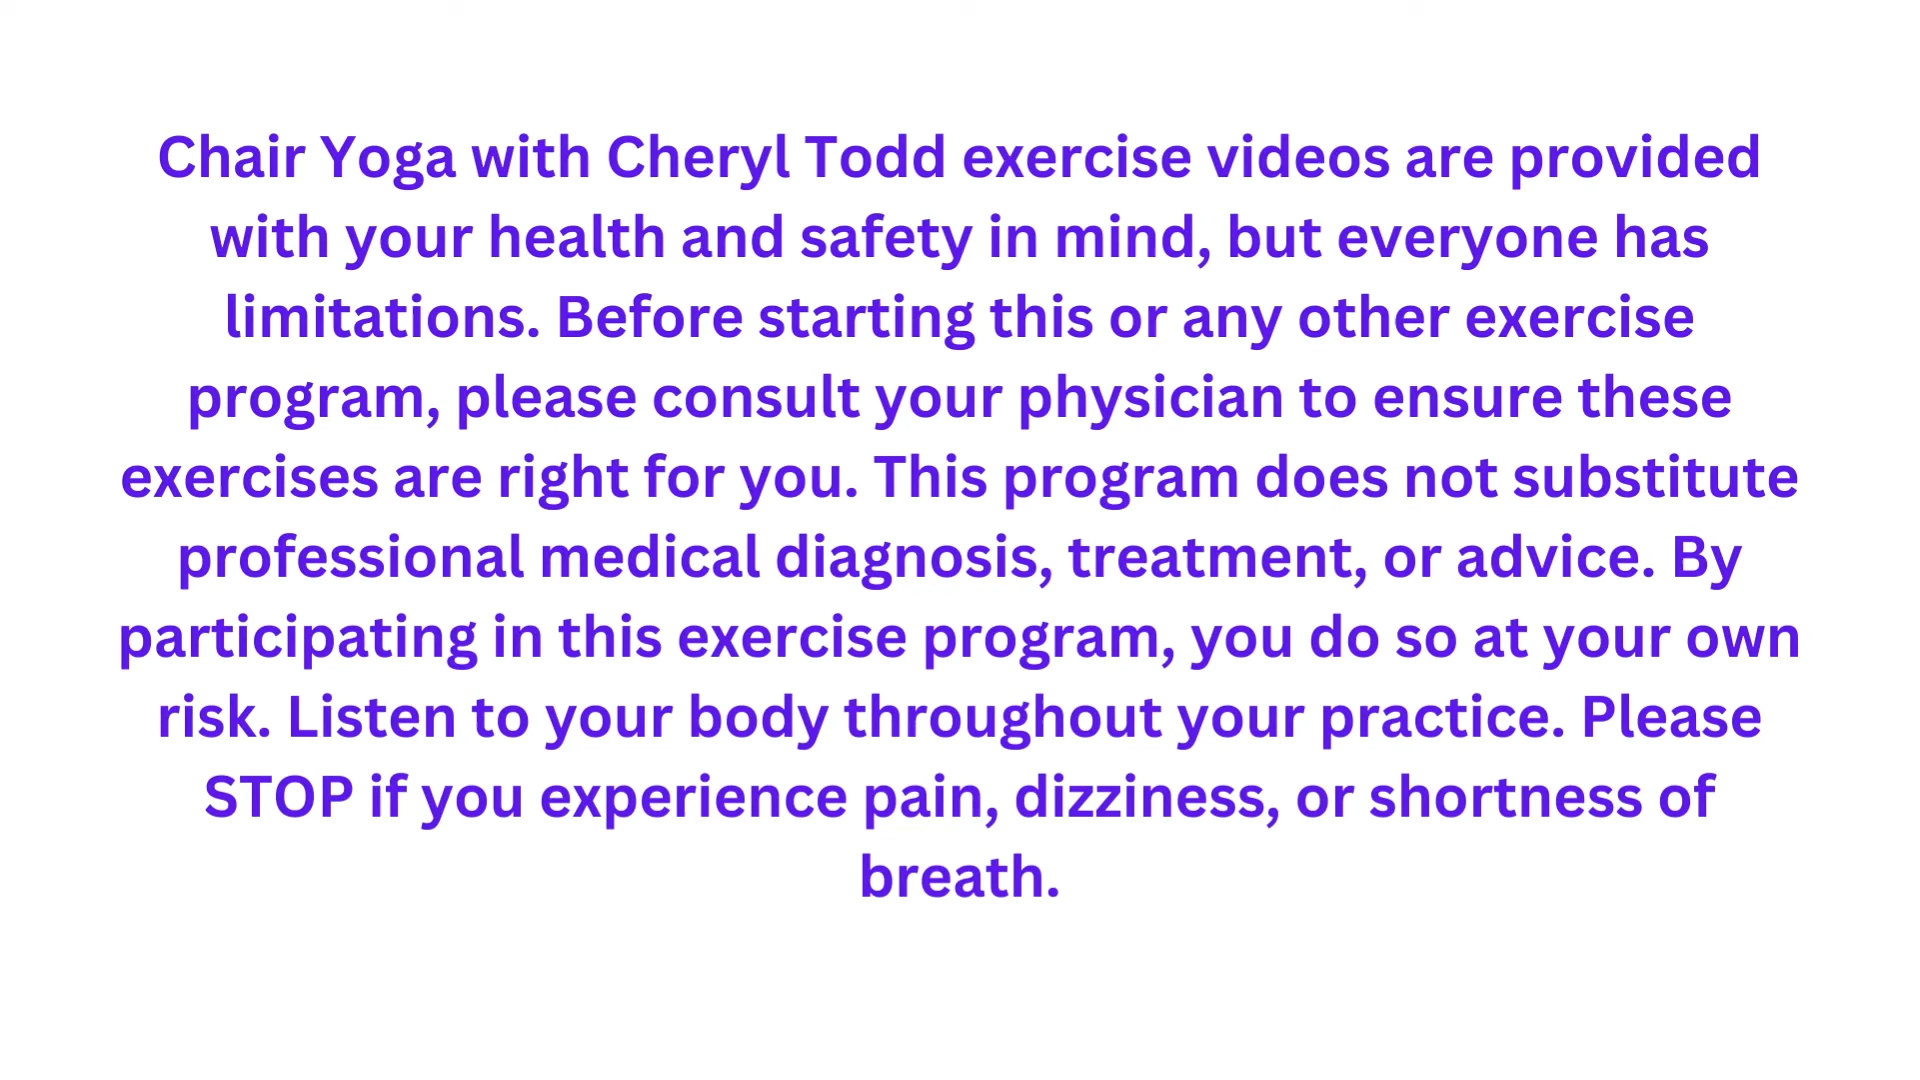 Chair Yoga with Cheryl Todd exercise videos are provided
with your health and safety in mind, but everyone has
limitations. Before starting this or any other exercise
program, please consult your physician to ensure these
exercises are right for you. This program does not substitute
professional medical diagnosis, treatment, or advice. By
participating in this exercise program, you do so at your own
risk. Listen to your body throughout your practice. Please
STOP if you experience pain, dizziness, or shortness of
breath.